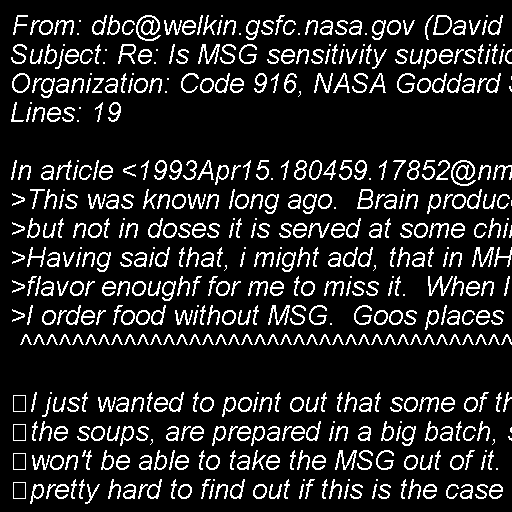 From: dbc@welkin.gsfc.nasa.gov (David
Subject: Re: Is MSG sensitivity superstitio
Organization: Code 916, NASA Goddard S
Lines: 19

In article <1993Apr15.180459.17852@nm
>This was known long ago.  Brain produc
>but not in doses it is served at some chi
>Having said that, i might add, that in MH
>flavor enoughf for me to miss it.  When I
>I order food without MSG.  Goos places
 ^^^^^^^^^^^^^^^^^^^^^^^^^^^^^^^^^^^^^^

I just wanted to point out that some of th
the soups, are prepared in a big batch, s
won't be able to take the MSG out of it.
pretty hard to find out if this is the case